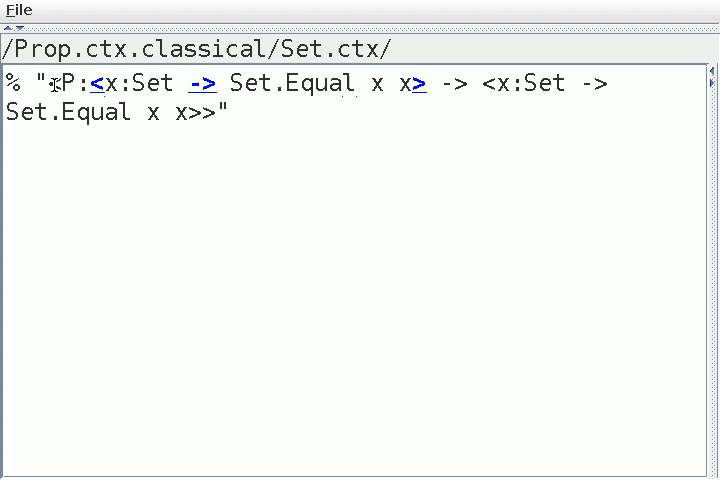 File
/Prop.ctx.classical/Set.ctx/
% "<P:<x:Set -> Set.Equal x x> -> <x:Set ->
Set.Equal x x>>"